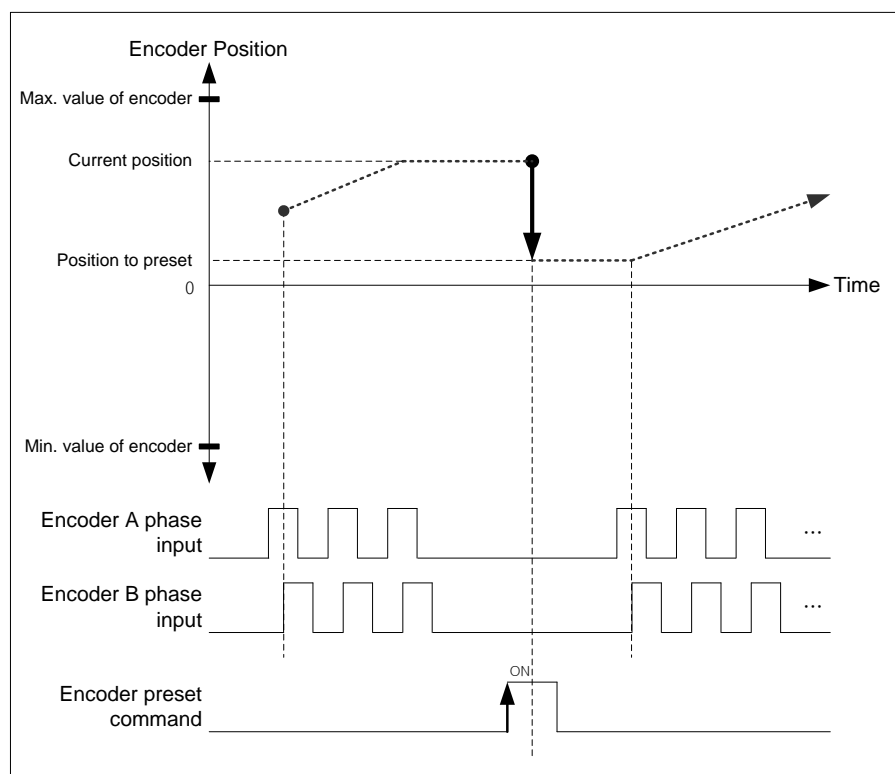 Encoder Position
Max. value of encoder
Current position
Position to preset
0
Time
Min. value of encoder
Encoder A phase
input
...
Encoder B phase
input
...
ON
Encoder preset
command